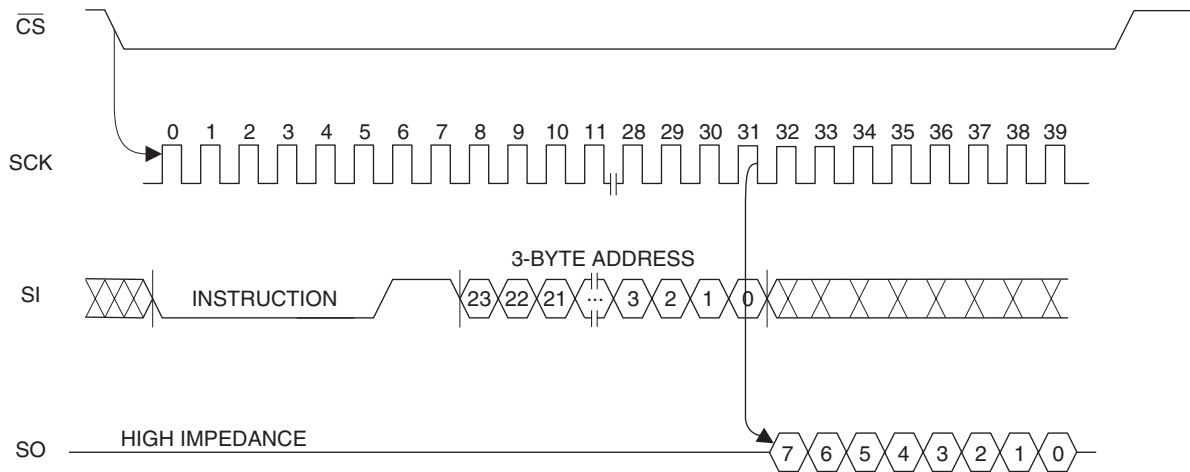 CS
0 1 2 3 4 5 6 7 8 9 10 11 28 29 30 31 32 33 34 35 36 37 38 39
SCK
3-BYTE ADDRESS
SI
INSTRUCTION
23 22 21 ... 3 2 1 0
HIGH IMPEDANCE
SO
7 6 5 4 3 2 1 0